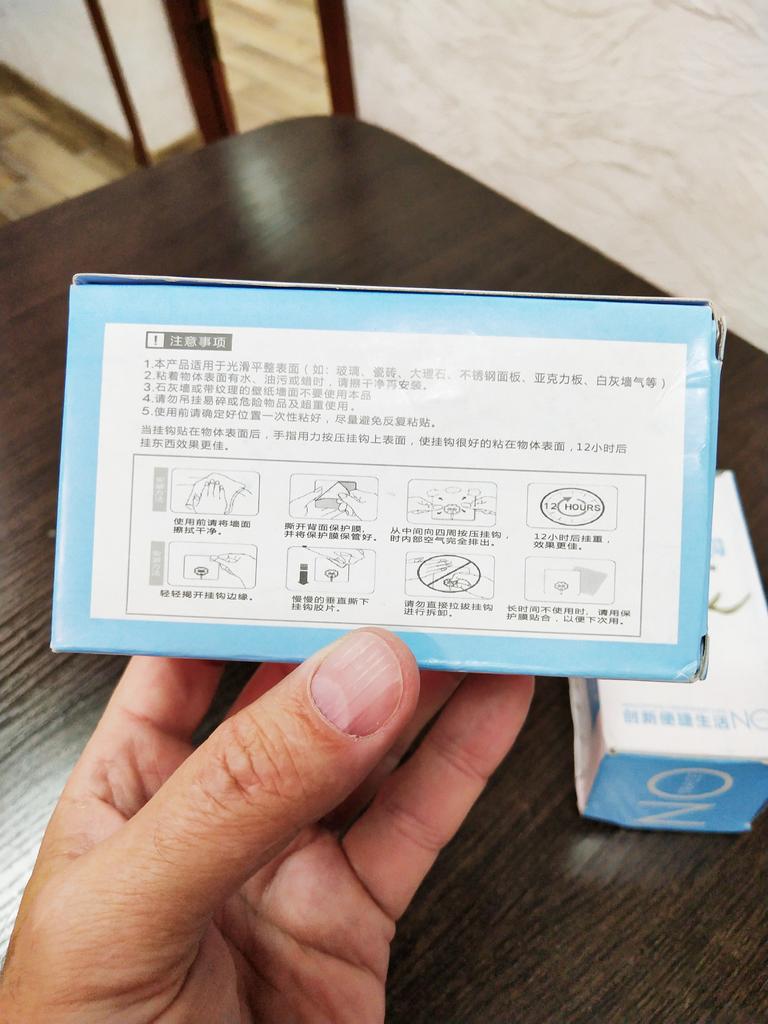 ! 注意事项
1.本产品适用于光滑平整表面（如：玻璃、瓷砖、大理石、不锈钢面板、亚克力板、白灰墙气等）
2.粘着物体表面有水、油污或蜡时，请擦干净再安装。
3.石灰墙或带纹理的壁纸墙面不要使用本品
4.请勿吊挂易碎或危险物品及超重使用。
5.使用前请确定好位置一次性粘好，尽量避免反复粘贴。
当挂钩贴在物体表面后，手指用力按压挂钩上表面，使挂钩很好的粘在物体表面，12小时后
挂东西效果更佳。
使用前请将墙面
擦拭干净。
撕开背面保护膜，
并将保护膜保管好。
从中间向四周按压挂钩，
时内部空气完全排出。
12 HOURS
12小时后挂重，
效果更佳。
轻轻揭开挂钩边缘。
慢慢的垂直撕下
挂钩胶片。
请勿直接拉拔挂钩
进行拆卸。
长时间不使用时，请用保
护膜贴合，以便下次用。
创新便捷生活NO
ON